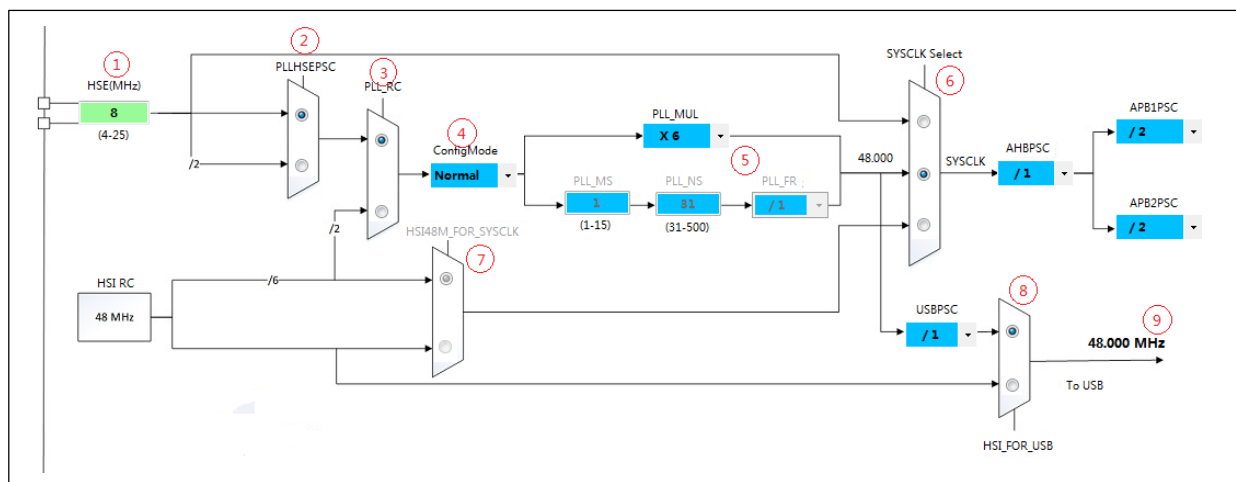 1
HSE(MHz)
8
(4-25)
2
PLLHSEPSC
/2
3
PLL_RC
/2
4
ConfigMode
Normal
PLL_MUL
X 6
5
PLL_MS
1
(1-15)
PLL_NS
31
(31-500)
PLL_FR :
/ 1
48.000
SYSCLK Select
6
SYSCLK
AHBPSC
/ 1
APB1PSC
/ 2
APB2PSC
/ 2
HSI RC
48 MHz
/6
HSI48M_FOR_SYSCLK
7
USBPSC
/ 1
8
HSI_FOR_USB
9
48.000 MHz
To USB